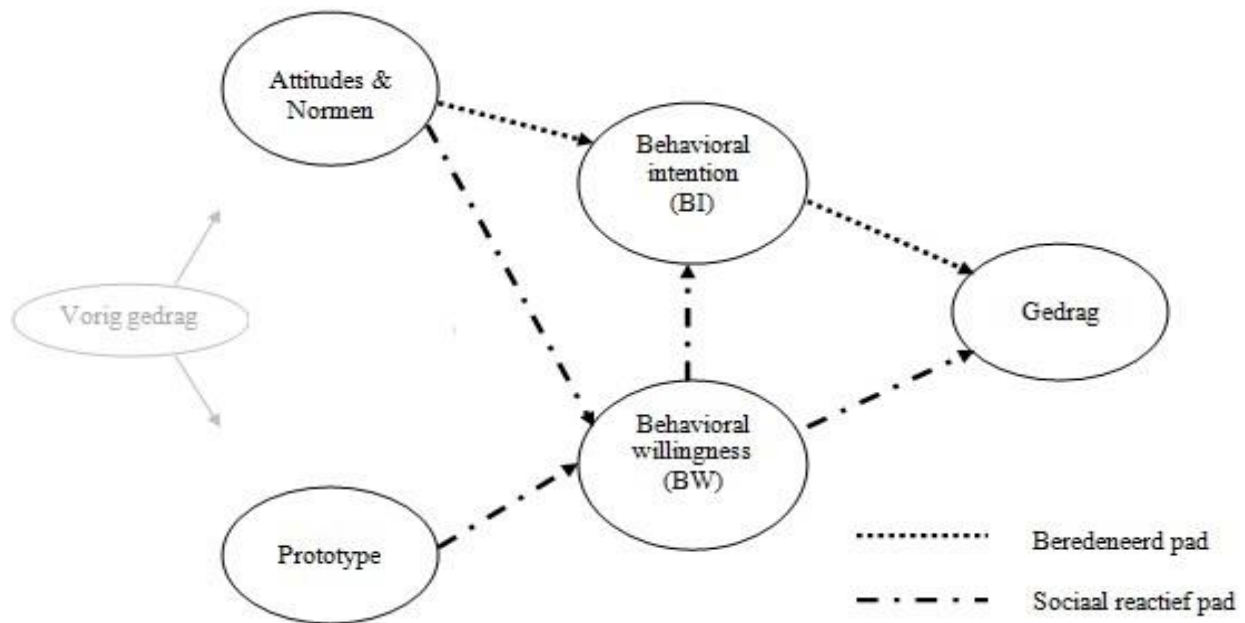 Attitudes &
Normen
Behavioral
intention
(BI)
Vorig gedrag
Gedrag
Behavioral
willingness
(BW)
Prototype
Beredeneerd pad
Sociaal reactief pad